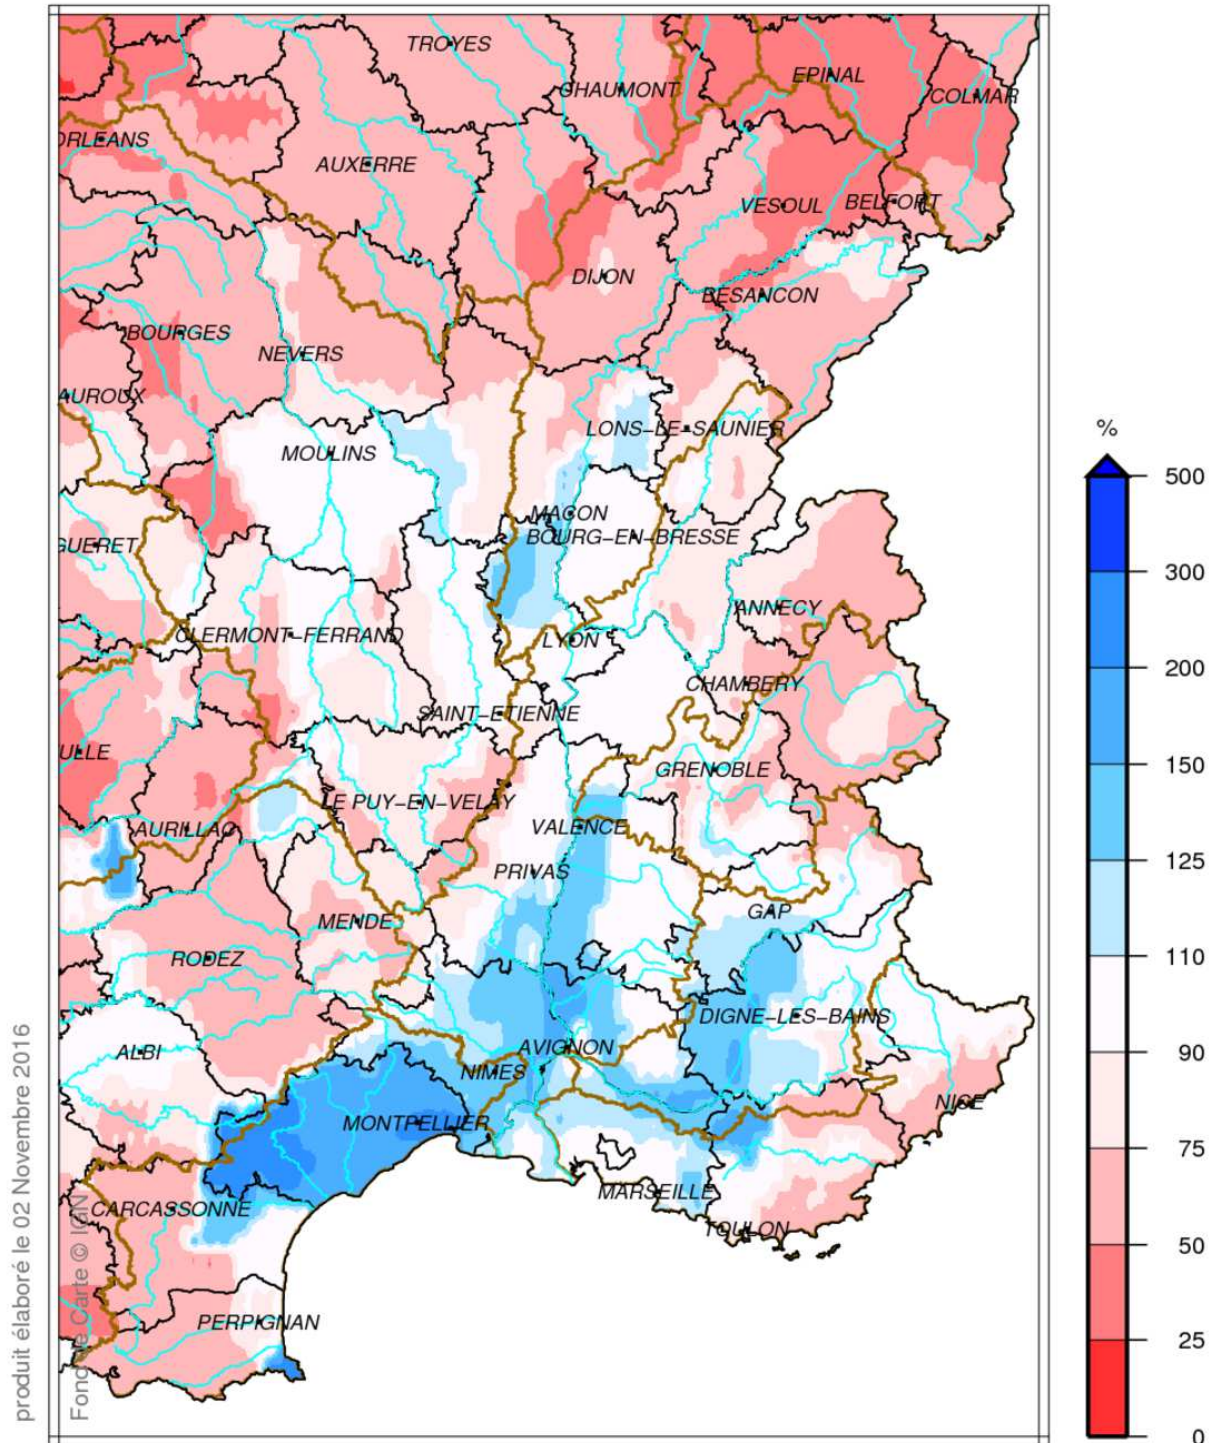 TROYES
CHAUMONT
EPINAL
COLMAR
ORLEANS
AUXERRE
VESOUL
BELFORT
DIJON
BESANCON
BOURGES
NEVERS
AUROUX
LONS-LE-SAUNIER
MOULINS
MACON
BOURG-EN-BRESSE
GUERET
ANNECY
CLERMONT-FERRAND
LYON
CHAMBERY
SAINT-ETIENNE
ULLE
GRENOBLE
LE PUY-EN-VELAY
AURILLAC
VALENCE
PRIVAS
GAP
MENDE
RODEZ
DIGNE-LES-BAINS
ALBI
AVIGNON
NIMES
NICE
MONTPELLIER
MARSEILLE
CARCASSONNE
TOULON
PERPIGNAN
%
500
300
200
150
125
110
90
75
50
25
0
produit élaboré le 02 Novembre 2016
Fond de Carte © IGN